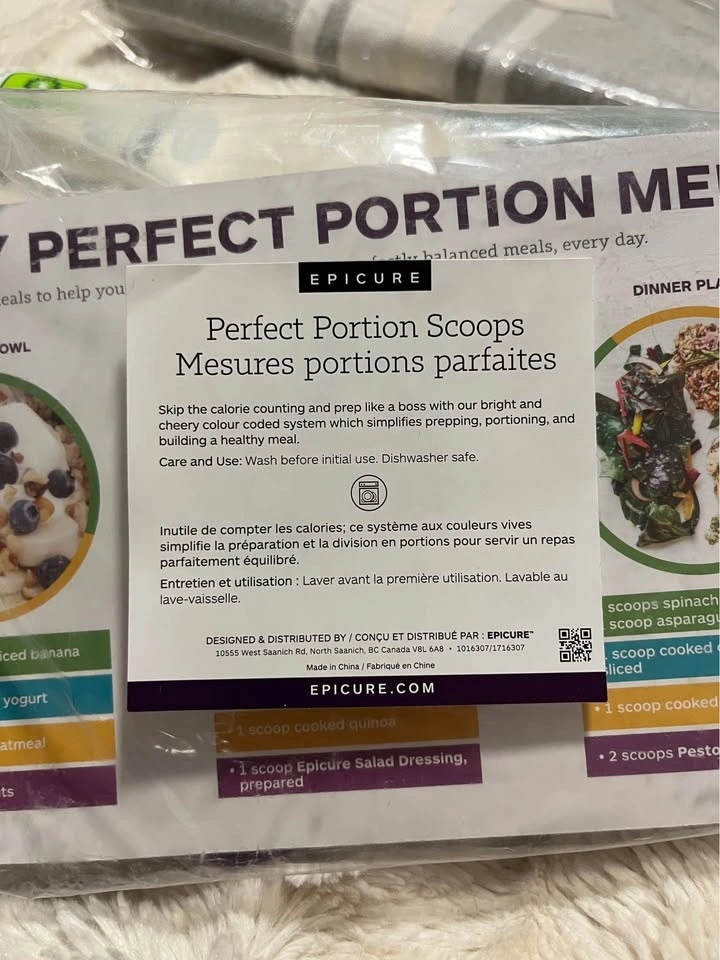 PERFECT PORTION ME
balanced meals, every day.
eals to help you
DINNER PLA
OWL
EPICURE
Perfect Portion Scoops
Mesures portions parfaites
Skip the calorie counting and prep like a boss with our bright and
cheery colour coded system which simplifies prepping, portioning, and
building a healthy meal.
Care and Use: Wash before initial use. Dishwasher safe.
Inutile de compter les calories; ce système aux couleurs vives
simplifie la préparation et la division en portions pour servir un repas
parfaitement équilibré.
Entretien et utilisation : Laver avant la première utilisation. Lavable au
lave-vaisselle.
DESIGNED & DISTRIBUTED BY / CONÇU ET DISTRIBUÉ PAR : EPICURE™
10555 West Saanich Rd, North Saanich, BC Canada V8L 6A8 • 1016307/1716307
Made in China / Fabriqué en Chine
EPICURE.COM
iced banana
yogurt
atmeal
ts
• 1 scoop cooked quinoa
• 1 scoop Epicure Salad Dressing,
prepared
scoops spinach
scoop asparagu
scoop cooked
liced
• 1 scoop cooked
• 2 scoops Pesto